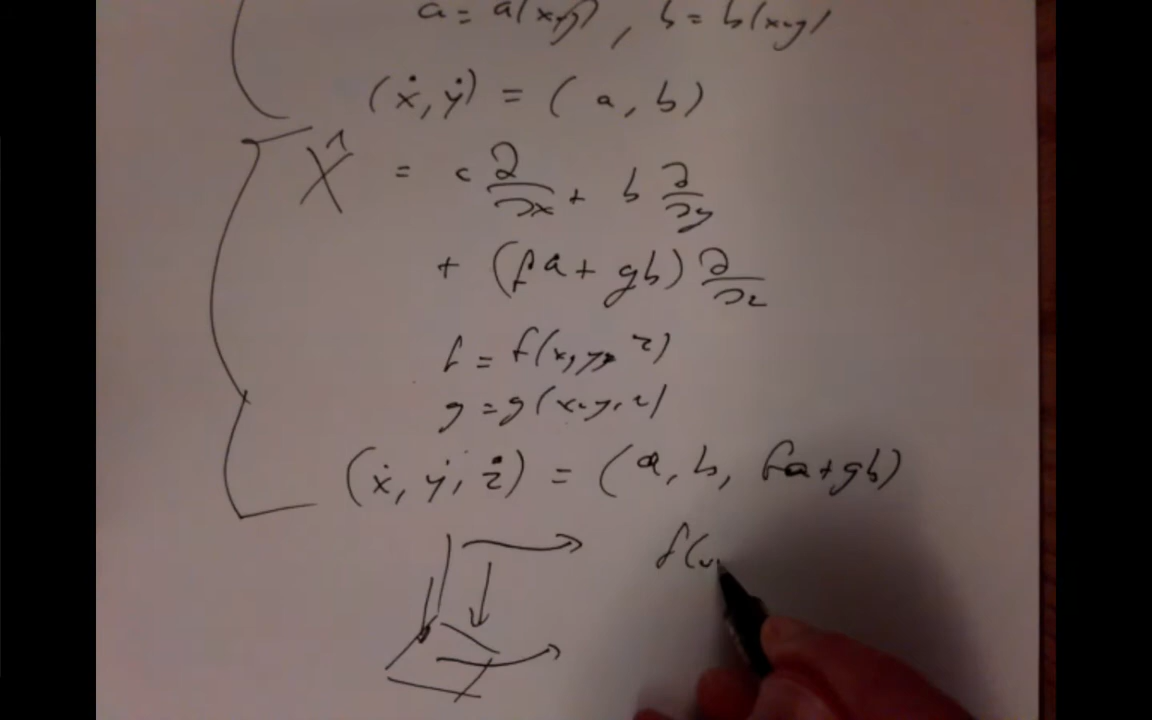 a = a(x,y) , b = b(x,y)
(ẋ, ẏ) = ( a , b )
X̂ = a ∂/∂x + b ∂/∂y
+ (fa + gb) ∂/∂z
f = f(x, y, z)
g = g(x, y, z)
(ẋ, ẏ, ż) = (a, b, fa+gb)
f(